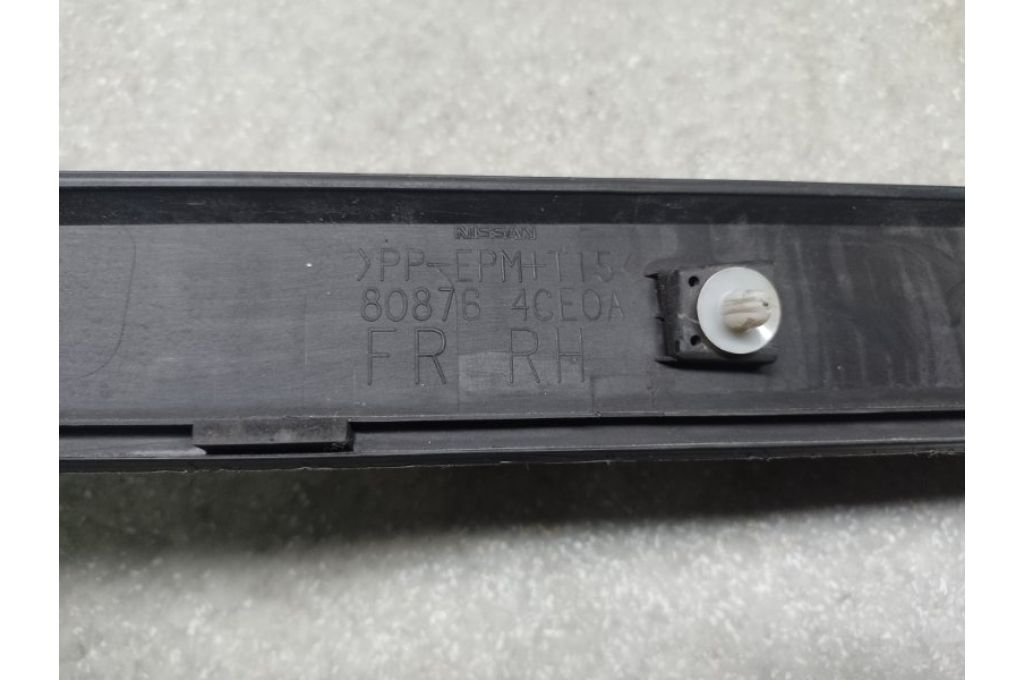 NISSAN
>PP-EPM+T15<
80876 4CE0A
FR RH